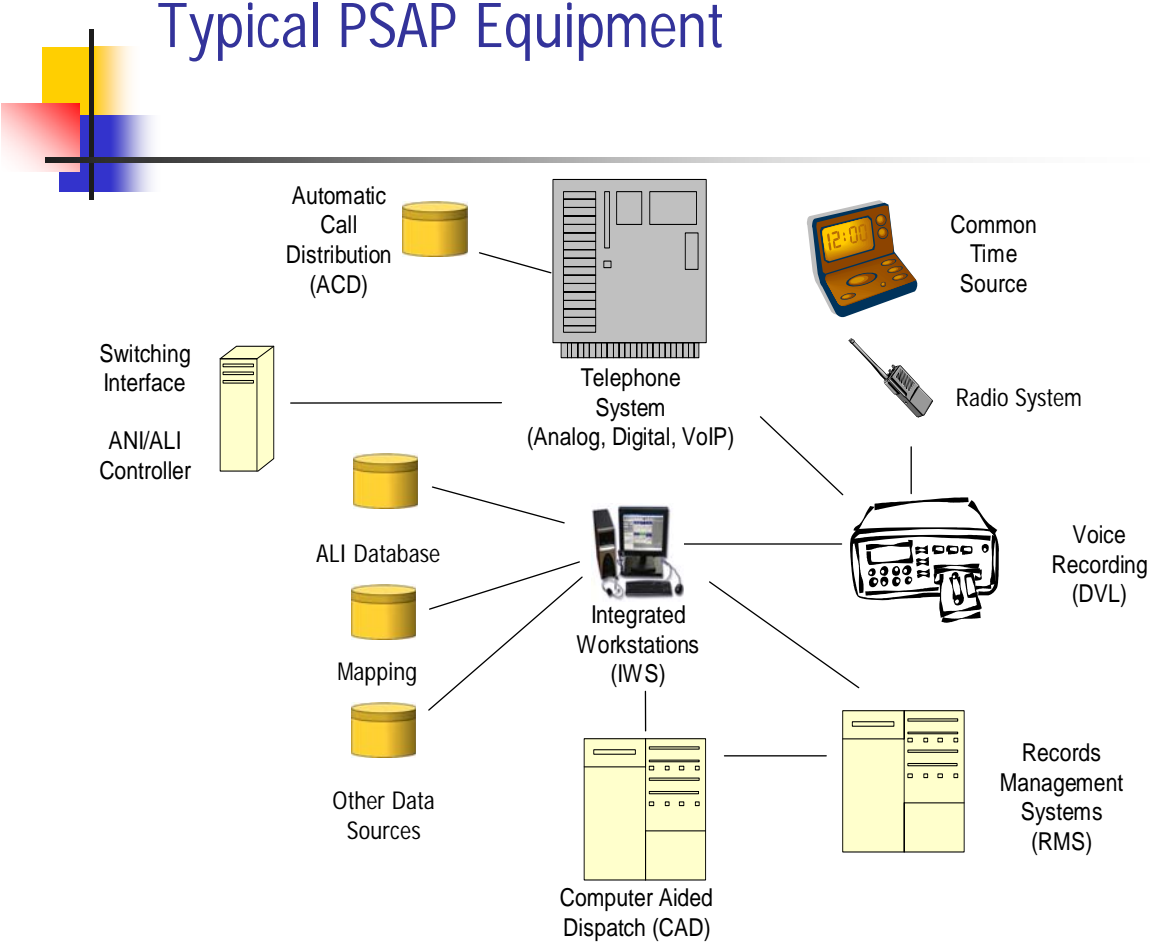 Typical PSAP Equipment
Automatic
Call
Distribution
(ACD)
12:00
Common
Time
Source
Switching
Interface
ANI/ALI
Controller
Telephone
System
(Analog, Digital, VoIP)
Radio System
ALI Database
Voice
Recording
(DVL)
Integrated
Workstations
(IWS)
Mapping
Other Data
Sources
Records
Management
Systems
(RMS)
Computer Aided
Dispatch (CAD)